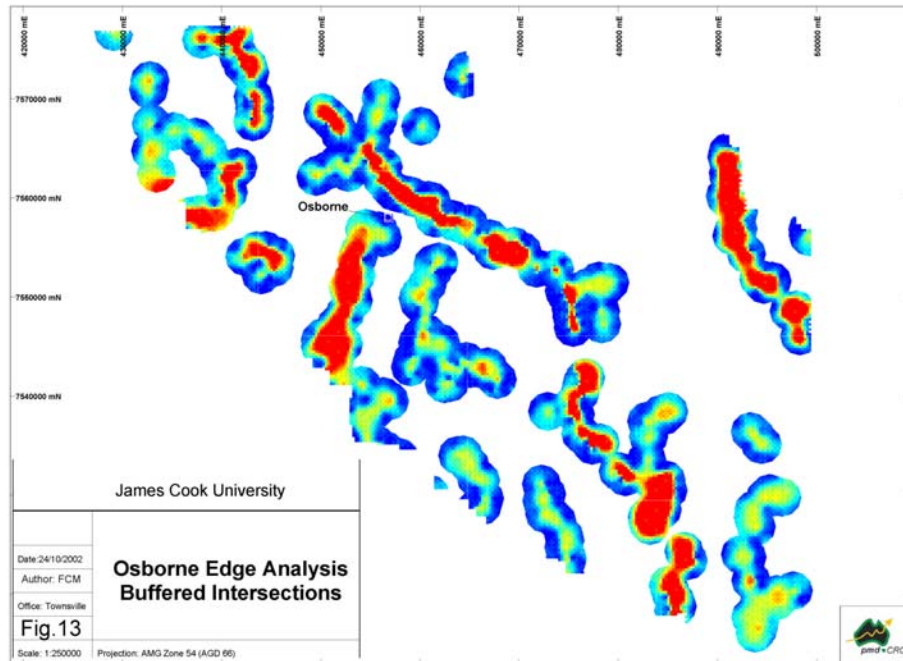 420000 mE
430000 mE
440000 mE
450000 mE
460000 mE
470000 mE
480000 mE
490000 mE
500000 mE
7570000 mN
7560000 mN
Osborne
7550000 mN
7540000 mN
James Cook University
Date:24/10/2002
Author: FCM
Office: Townsville
Fig.13
Scale: 1:250000
Osborne Edge Analysis
Buffered Intersections
Projection: AMG Zone 54 (AGD 66)
pmd*CRC